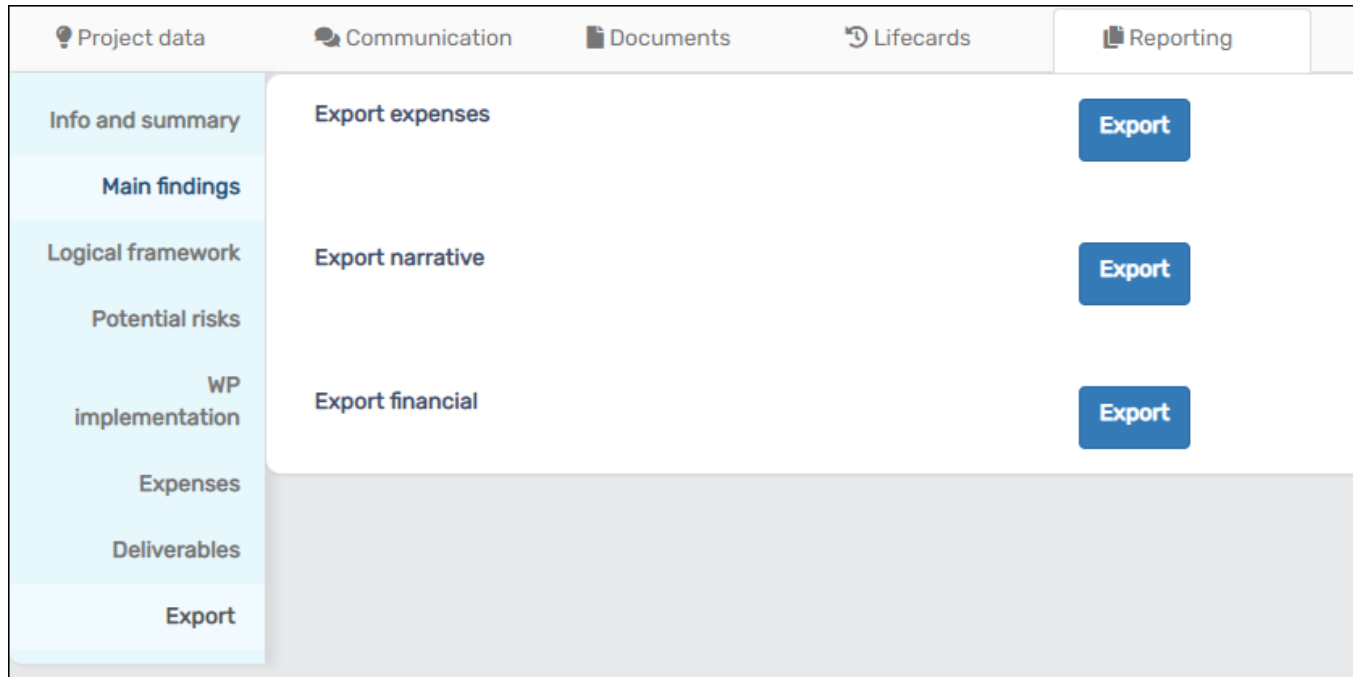 Project data
Communication
Documents
Lifecards
Reporting
Info and summary
Main findings
Logical framework
Potential risks
WP
implementation
Expenses
Deliverables
Export
Export expenses
Export
Export narrative
Export
Export financial
Export